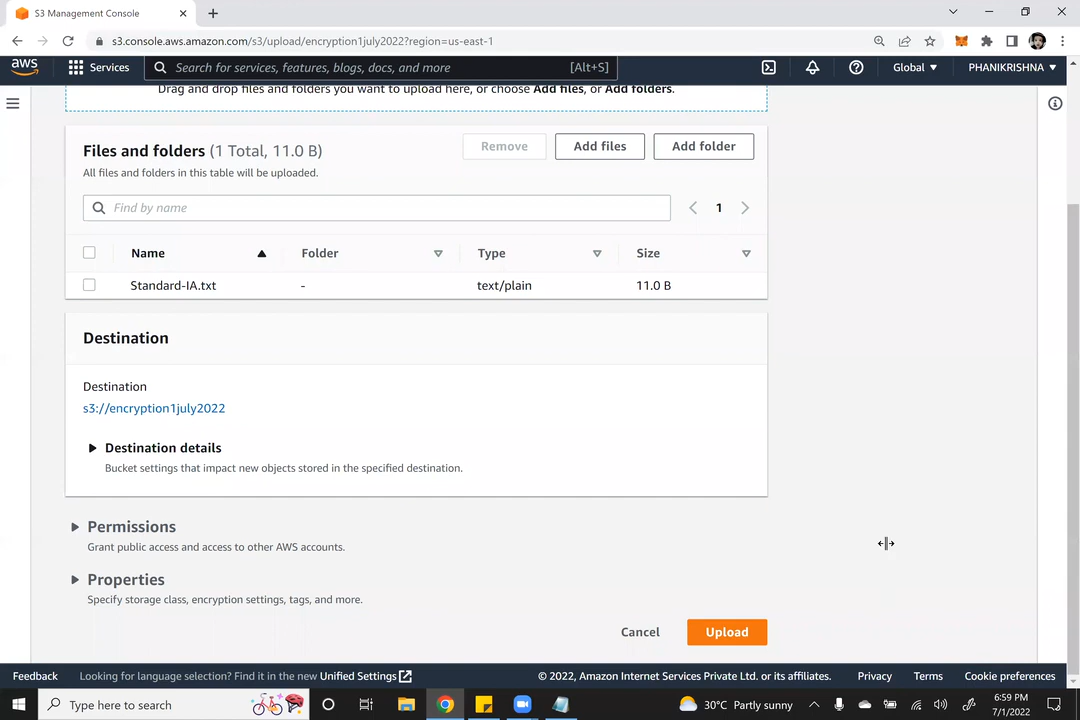 S3 Management Console
s3.console.aws.amazon.com/s3/upload/encryption1july2022?region=us-east-1
aws
Services
Search for services, features, blogs, docs, and more
[Alt+S]
Global
PHANIKRISHNA
Drag and drop files and folders you want to upload here, or choose Add files, or Add folders.
Files and folders (1 Total, 11.0 B)
Remove
Add files
Add folder
All files and folders in this table will be uploaded.
Find by name
1
Name
Folder
Type
Size
Standard-IA.txt
-
text/plain
11.0 B
Destination
Destination
s3://encryption1july2022
Destination details
Bucket settings that impact new objects stored in the specified destination.
Permissions
Grant public access and access to other AWS accounts.
Properties
Specify storage class, encryption settings, tags, and more.
Cancel
Upload
Feedback
Looking for language selection? Find it in the new Unified Settings
© 2022, Amazon Internet Services Private Ltd. or its affiliates.
Privacy
Terms
Cookie preferences
Type here to search
30°C Partly sunny
6:59 PM
7/1/2022